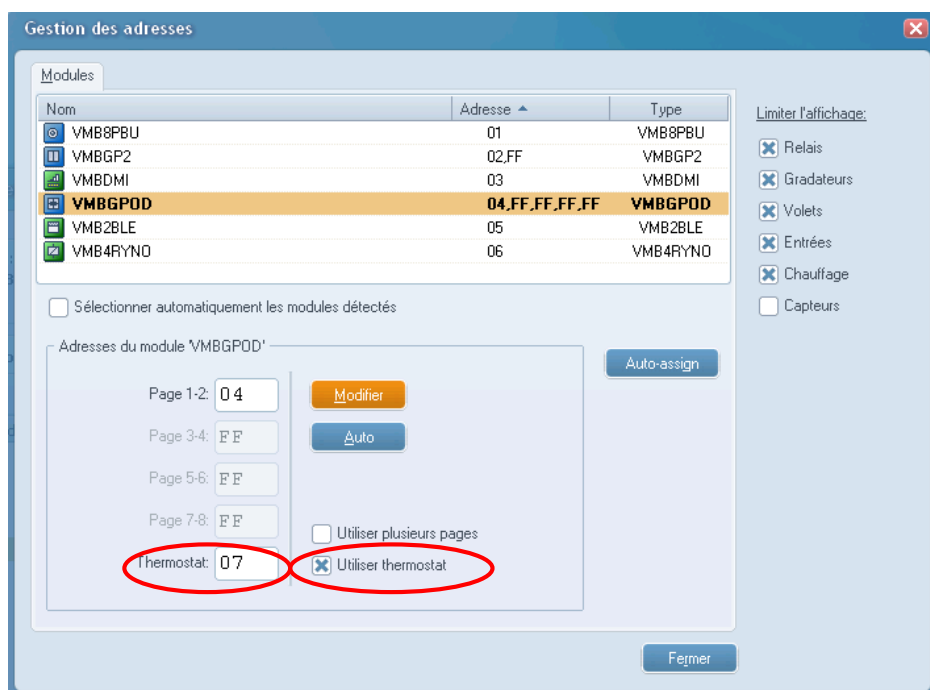 Gestion des adresses
Modules
Nom Adresse Type
VMB8PBU 01 VMB8PBU
VMBGP2 02,FF VMBGP2
VMBDMI 03 VMBDMI
VMBGPOD 04,FF,FF,FF,FF VMBGPOD
VMB2BLE 05 VMB2BLE
VMB4RYNO 06 VMB4RYNO
Limiter l'affichage:
Relais
Gradateurs
Volets
Entrées
Chauffage
Capteurs
Sélectionner automatiquement les modules détectés
Adresses du module 'VMBGPOD'
Auto-assign
Page 1-2: 04
Modifier
Page 3-4: FF
Auto
Page 5-6: FF
Page 7-8: FF
Utiliser plusieurs pages
Thermostat: 07
Utiliser thermostat
Fermer